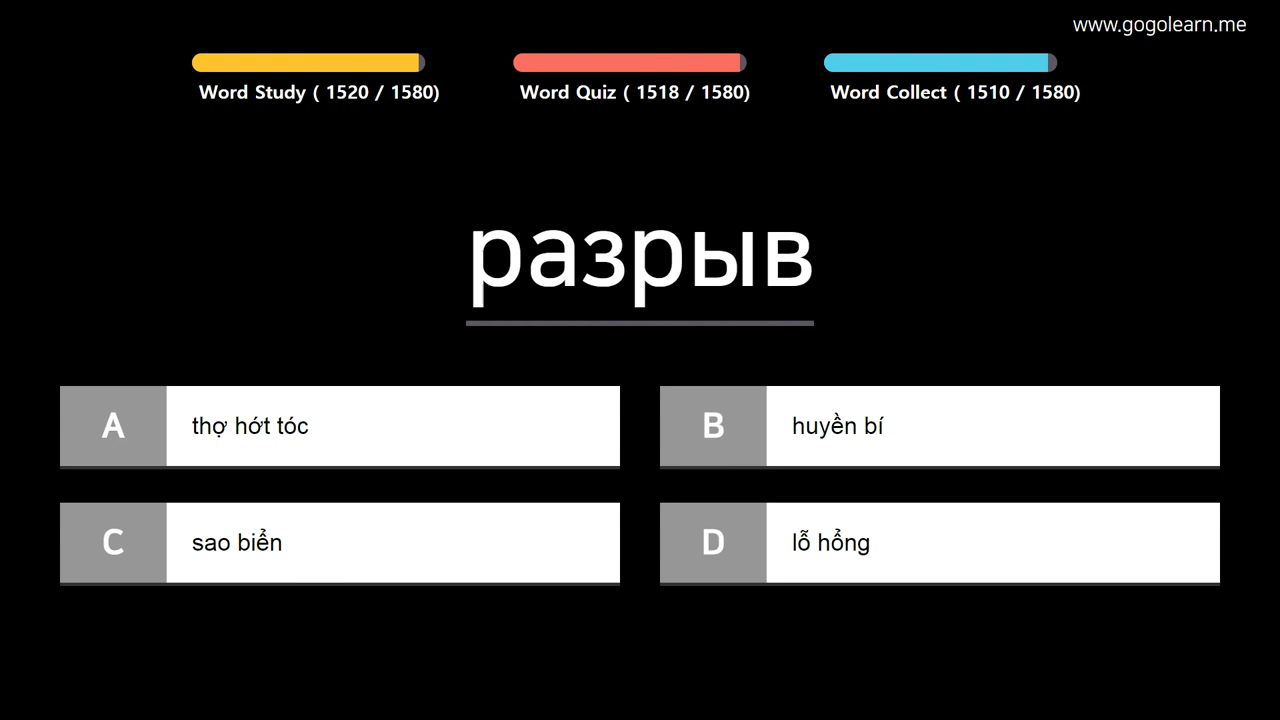 www.gogolearn.me
Word Study ( 1520 / 1580)
Word Quiz ( 1518 / 1580)
Word Collect ( 1510 / 1580)
разрыв
A thợ hớt tóc
B huyền bí
C sao biển
D lỗ hổng